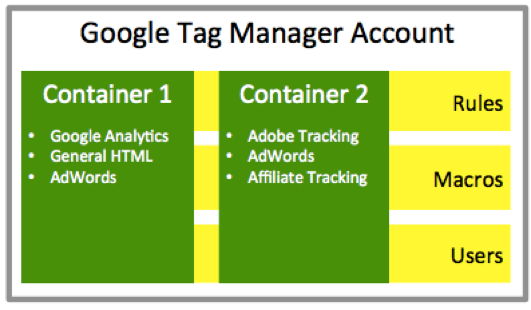 Google Tag Manager Account
Container 1
• Google Analytics
• General HTML
• AdWords
Container 2
• Adobe Tracking
• AdWords
• Affiliate Tracking
Rules
Macros
Users